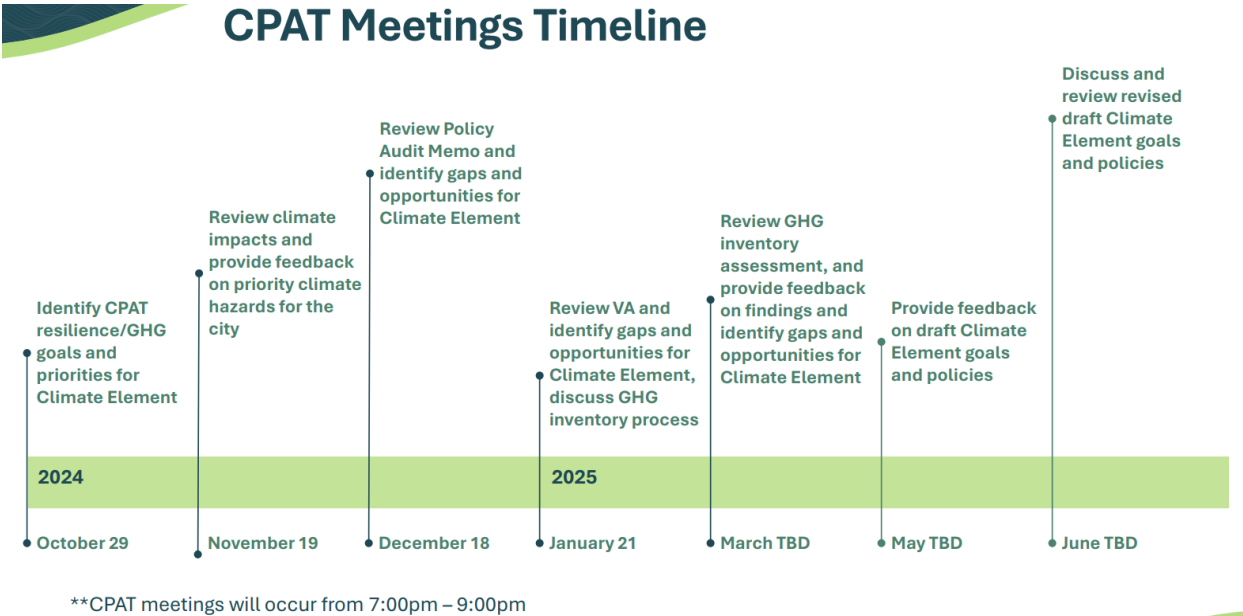 CPAT Meetings Timeline
Identify CPAT
resilience/GHG
goals and
priorities for
Climate Element
Review climate
impacts and
provide feedback
on priority climate
hazards for the
city
Review Policy
Audit Memo and
identify gaps and
opportunities for
Climate Element
Review VA and
identify gaps and
opportunities for
Climate Element,
discuss GHG
inventory process
Review GHG
inventory
assessment, and
provide feedback
on findings and
identify gaps and
opportunities for
Climate Element
Provide feedback
on draft Climate
Element goals
and policies
Discuss and
review revised
draft Climate
Element goals
and policies
2024
2025
October 29
November 19
December 18
January 21
March TBD
May TBD
June TBD
**CPAT meetings will occur from 7:00pm – 9:00pm